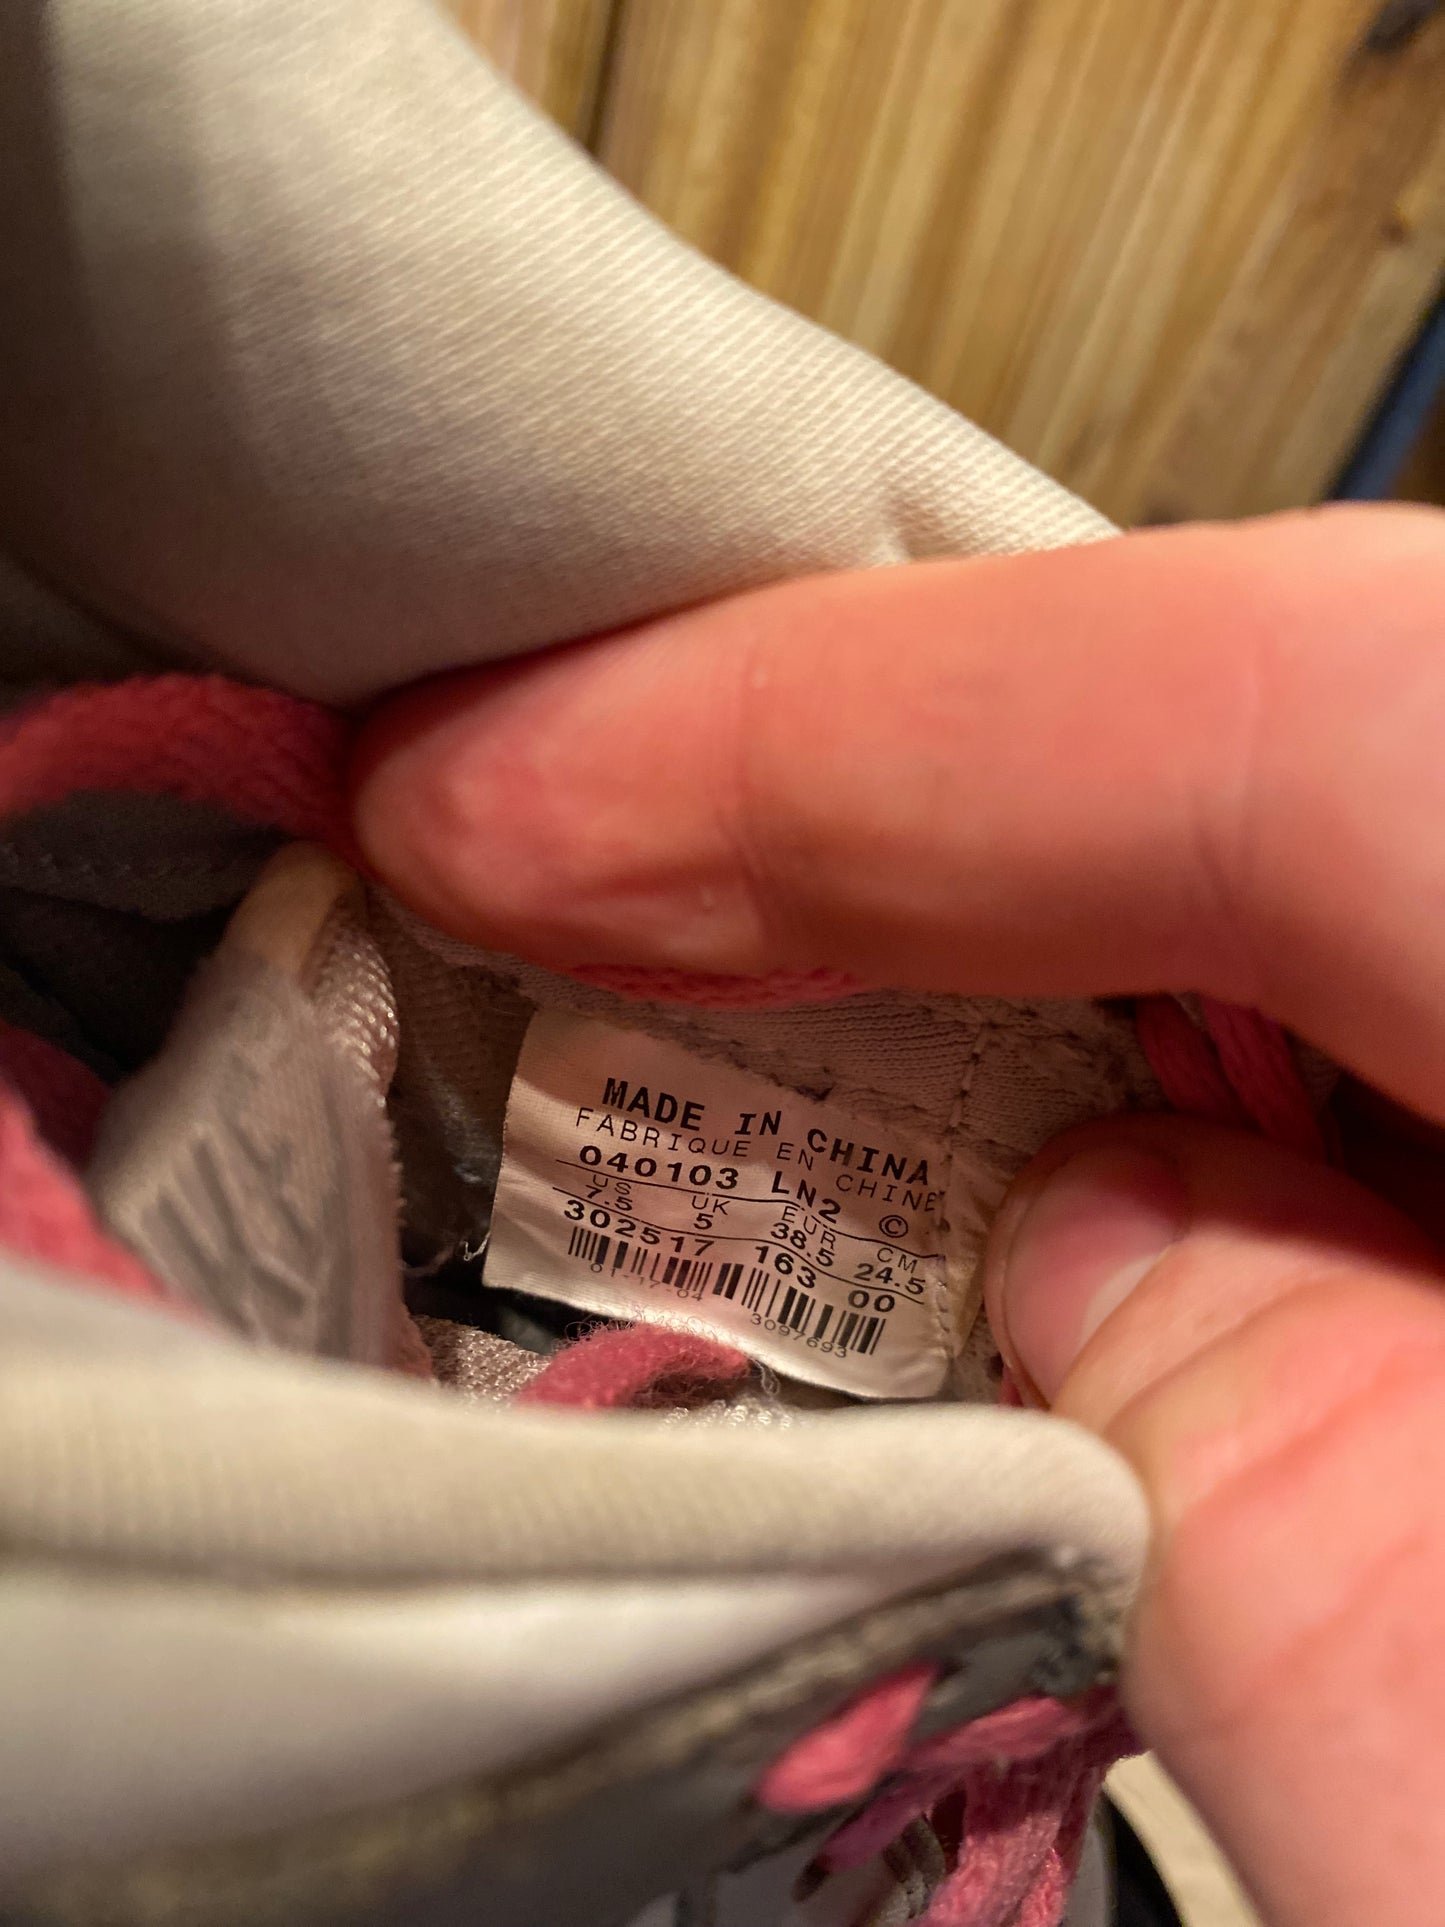 MADE IN CHINA
FABRIQUE EN CHINE
040103 LN2 ©
US UK EUR CM
7.5 5 38.5 24.5
302517 163 00
01-17-04 3097693